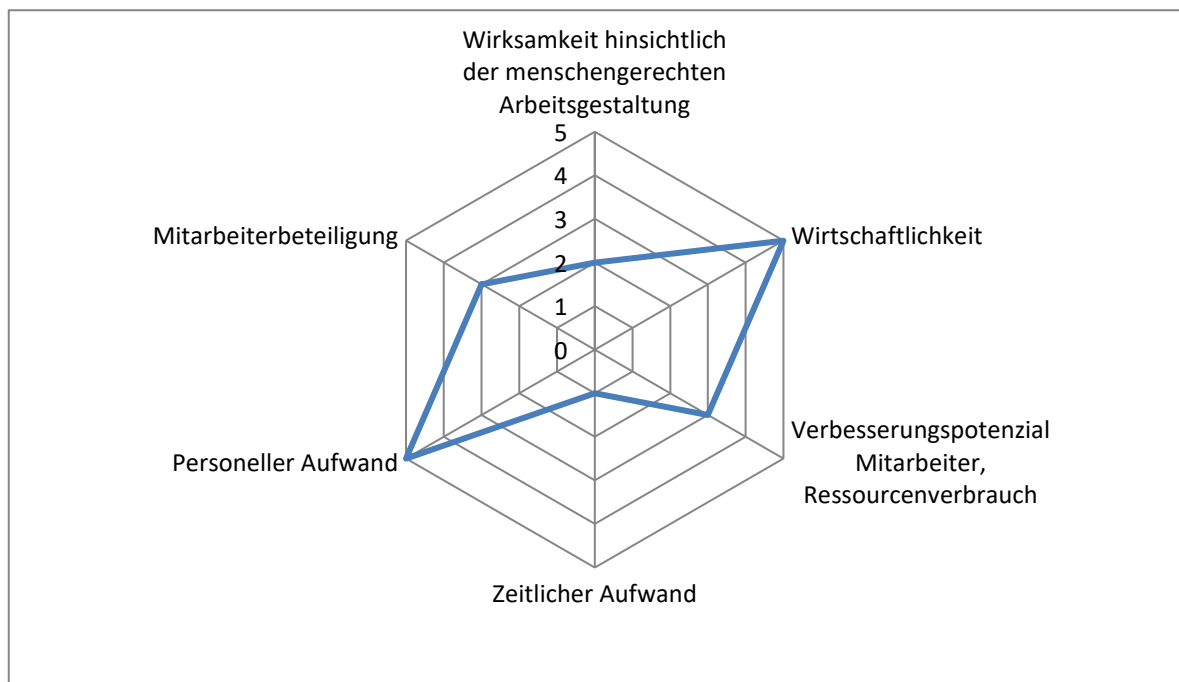 Wirksamkeit hinsichtlich
der menschengerechten
Arbeitsgestaltung
5
4
3
2
1
0
Mitarbeiterbeteiligung
Wirtschaftlichkeit
Personeller Aufwand
Verbesserungspotenzial
Mitarbeiter,
Ressourcenverbrauch
Zeitlicher Aufwand